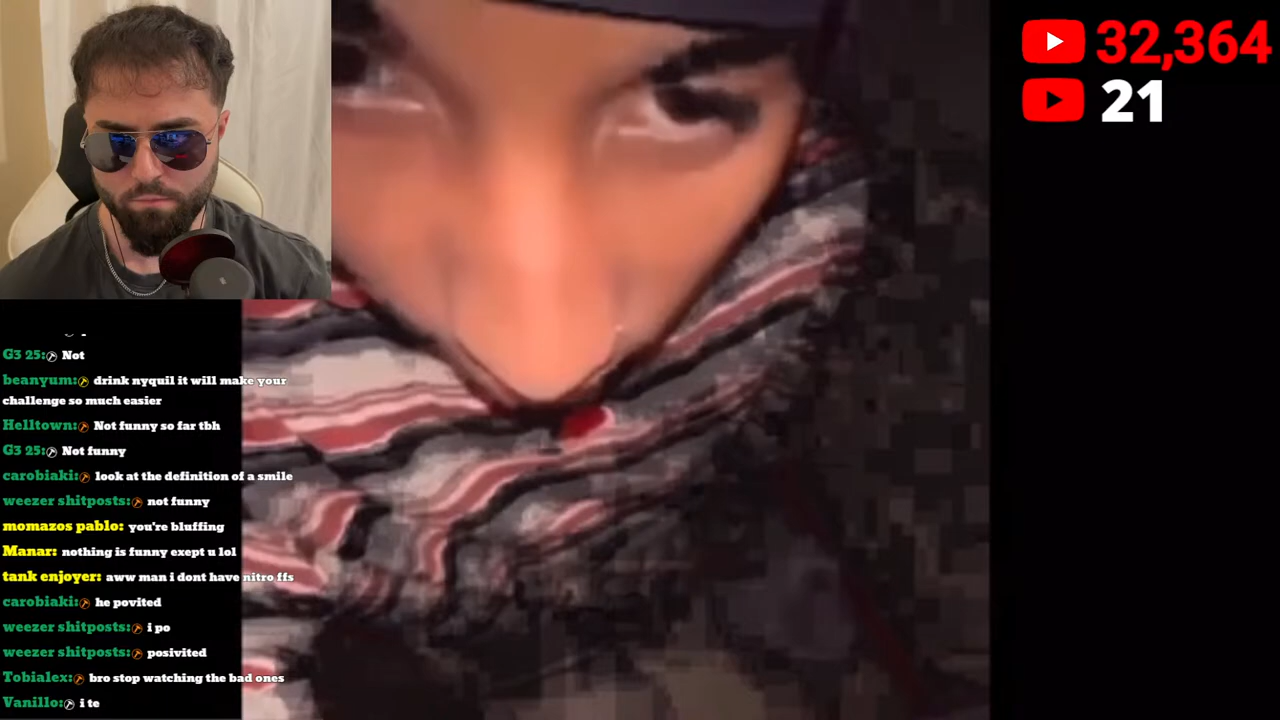 32,364
21
G3 25: Not
beanyum: drink nyquil it will make your
challenge so much easier
Helltown: Not funny so far tbh
G3 25: Not funny
carobiaki: look at the definition of a smile
weezer shitposts: not funny
momazos pablo: you're bluffing
Manar: nothing is funny exept u lol
tank enjoyer: aww man i dont have nitro ffs
carobiaki: he povited
weezer shitposts: i po
weezer shitposts: posivited
Tobialex: bro stop watching the bad ones
Vanillo: i te